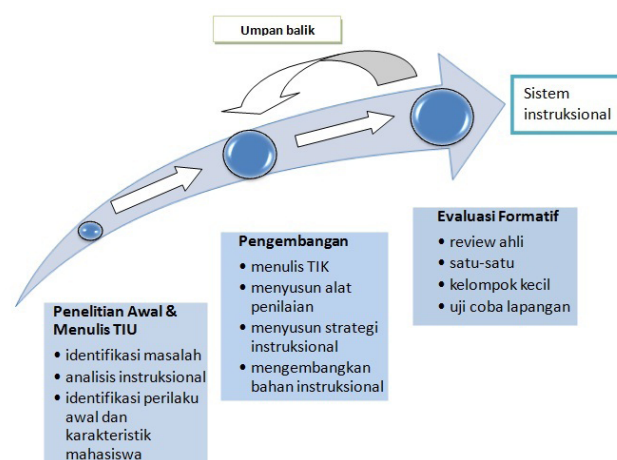 Umpan balik
Sistem
instruksional
Penelitian Awal &
Menulis TIU
• identifikasi masalah
• analisis instruksional
• identifikasi perilaku
awal dan
karakteristik
mahasiswa
Pengembangan
• menulis TIK
• menyusun alat
penilaian
• menyusun strategi
instruksional
• mengembangkan
bahan instruksional
Evaluasi Formatif
• review ahli
• satu-satu
• kelompok kecil
• uji coba lapangan